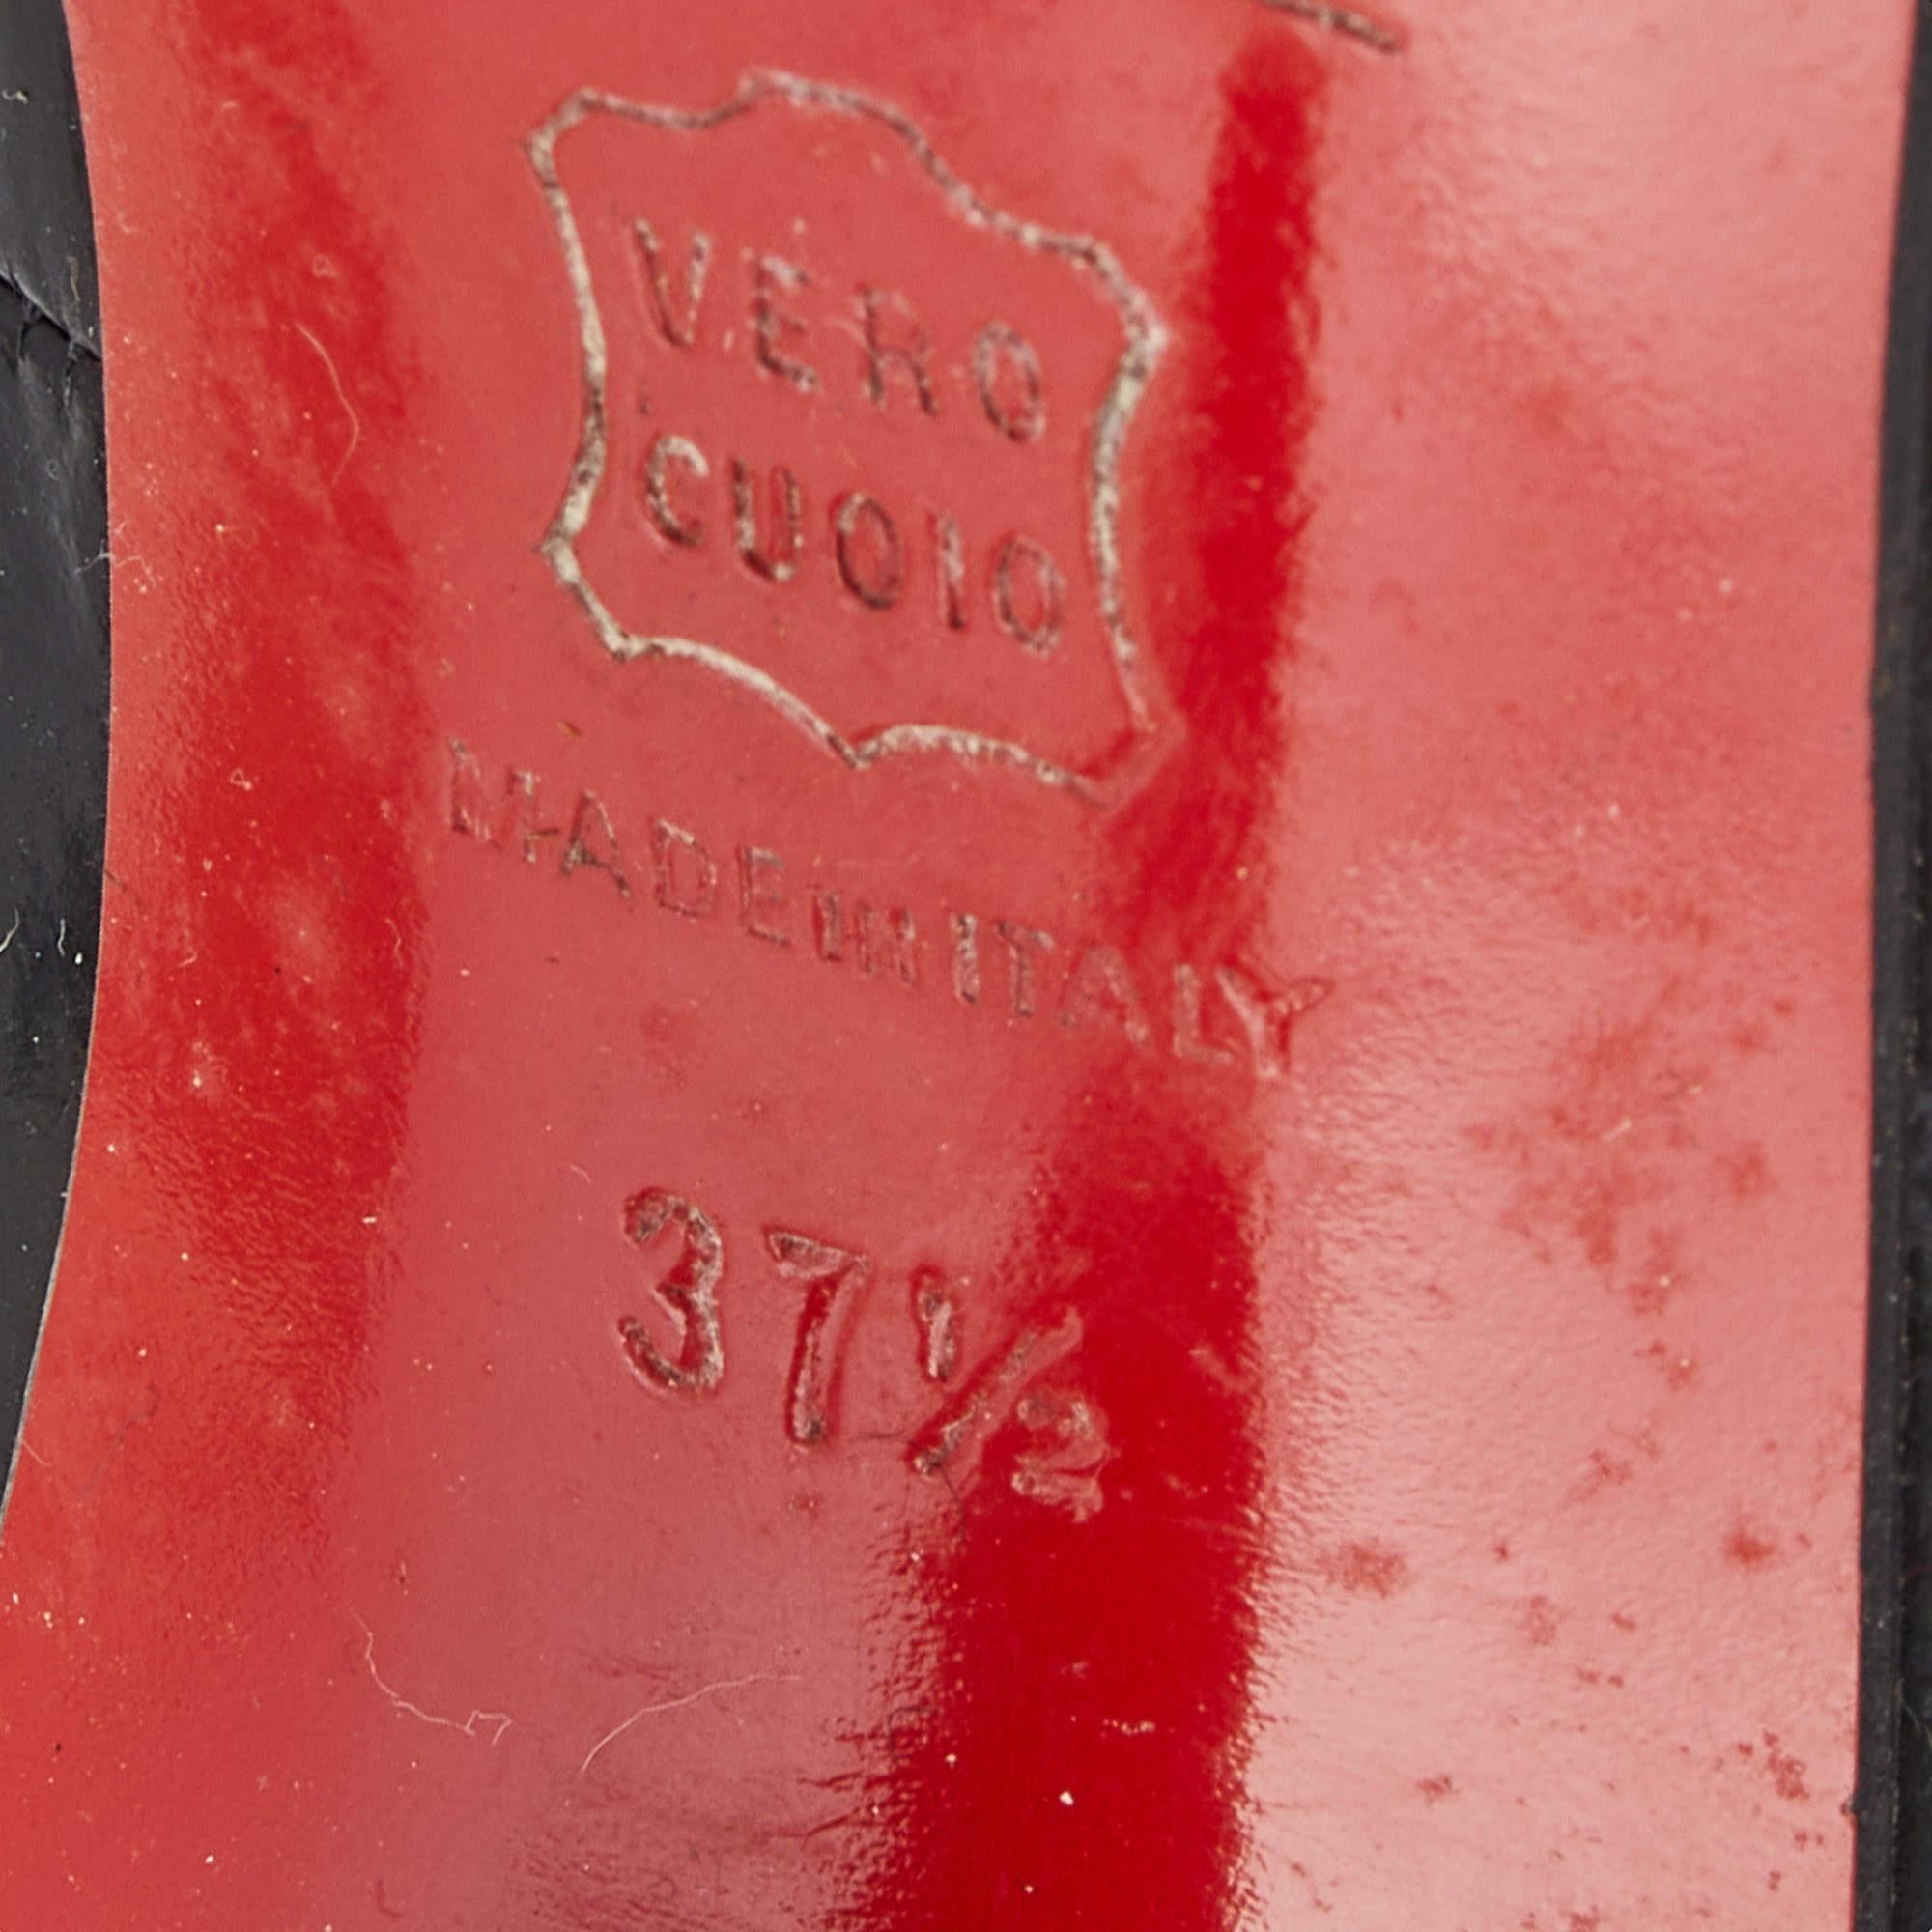 VERO
CUOIO
MADE IN ITALY
37½